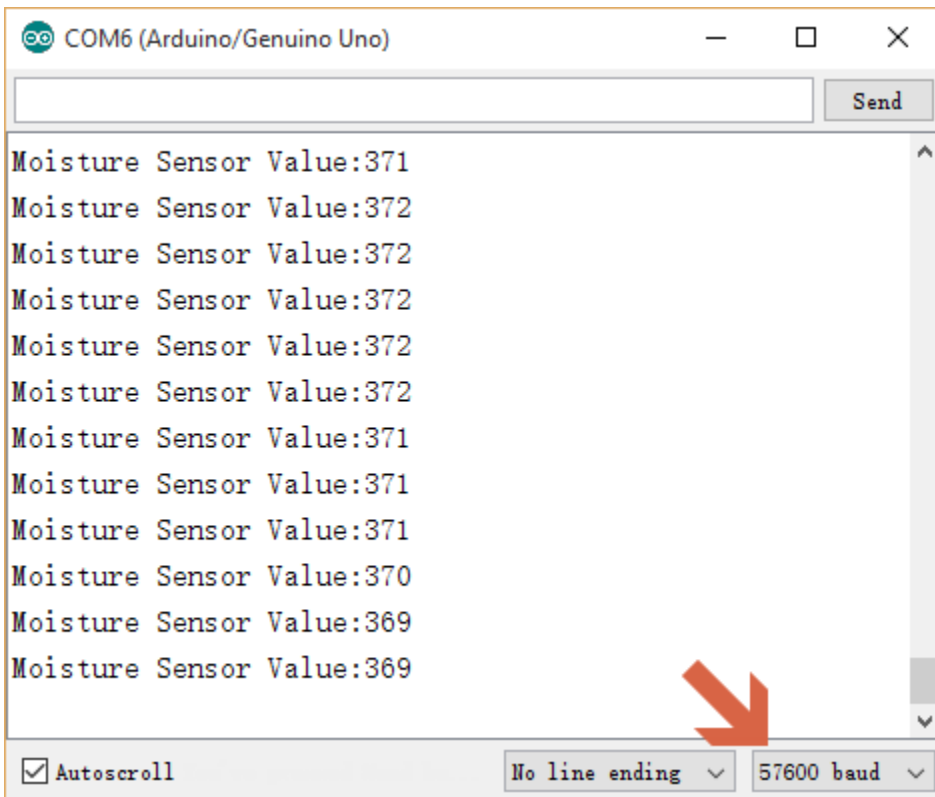 COM6 (Arduino/Genuino Uno)
Send
Moisture Sensor Value:371
Moisture Sensor Value:372
Moisture Sensor Value:372
Moisture Sensor Value:372
Moisture Sensor Value:372
Moisture Sensor Value:372
Moisture Sensor Value:371
Moisture Sensor Value:371
Moisture Sensor Value:371
Moisture Sensor Value:370
Moisture Sensor Value:369
Moisture Sensor Value:369
Autoscroll
No line ending
57600 baud